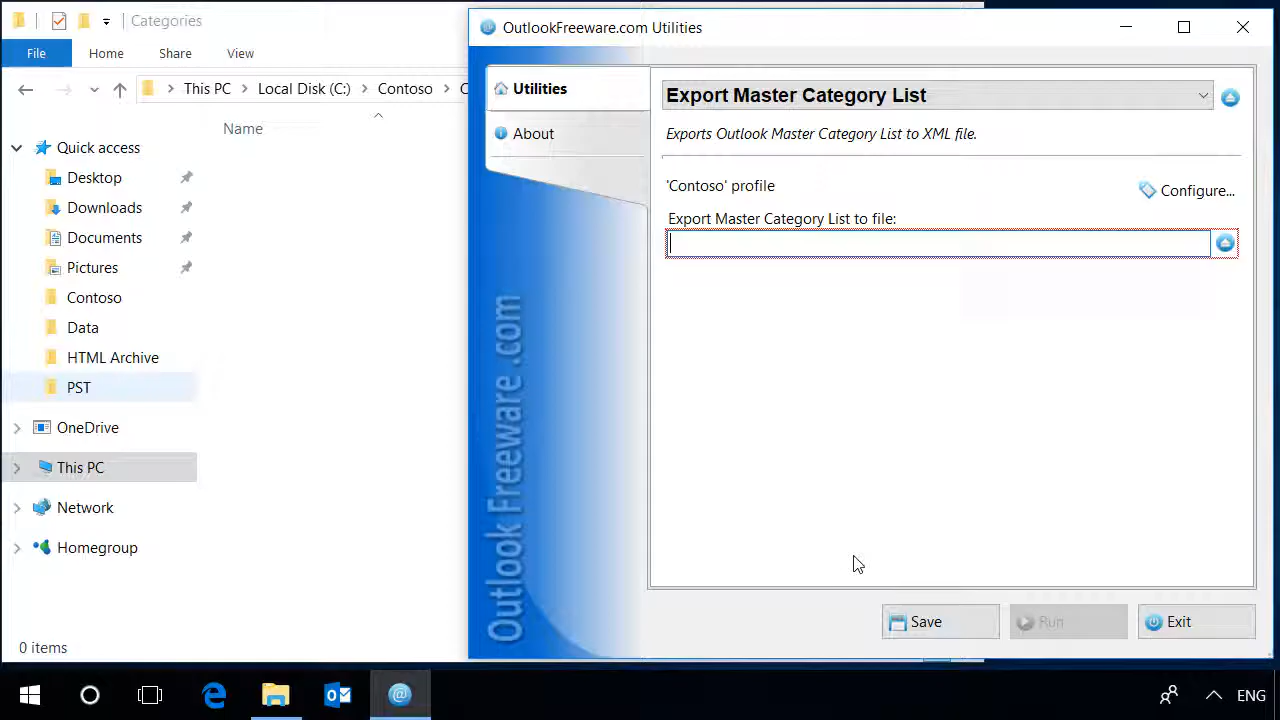 Categories
File Home Share View
This PC Local Disk (C:) Contoso C
Name
Quick access
Desktop
Downloads
Documents
Pictures
Contoso
Data
HTML Archive
PST
OneDrive
This PC
Network
Homegroup
0 items
OutlookFreeware.com Utilities
Utilities
About
Outlook Freeware .com
Export Master Category List
Exports Outlook Master Category List to XML file.
'Contoso' profile
Configure...
Export Master Category List to file:
Save Run Exit
ENG